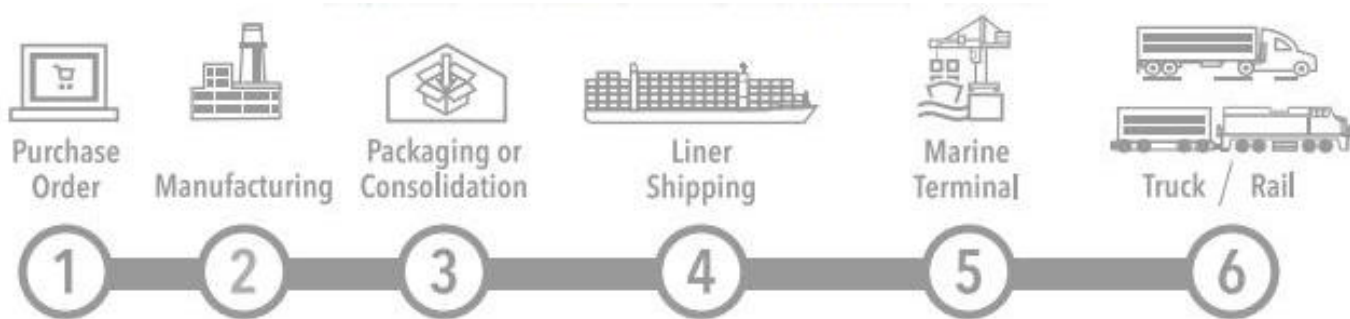 Purchase
Order
Manufacturing
Packaging or
Consolidation
Liner
Shipping
Marine
Terminal
Truck / Rail
1
2
3
4
5
6